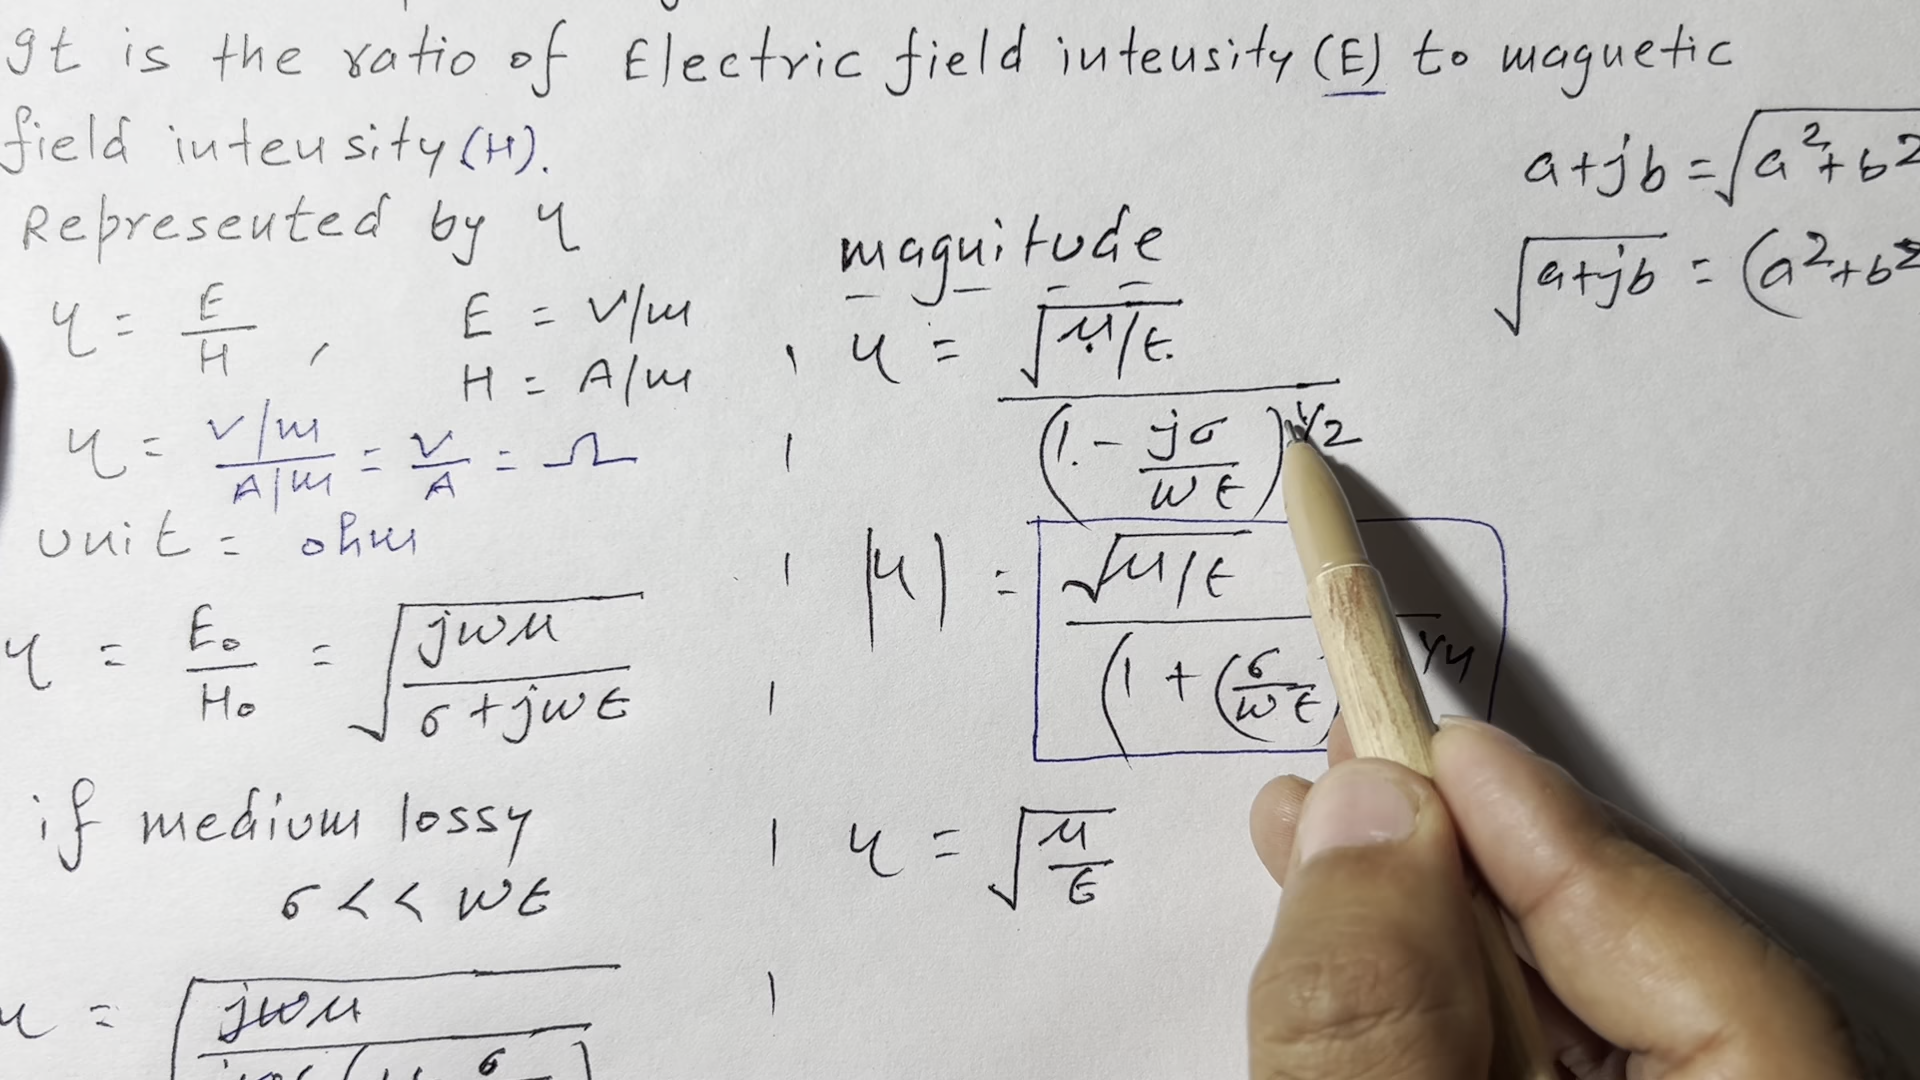 It is the ratio of Electric field intensity (E) to magnetic
field intensity (H).
Represented by η
η = E/H , E = V/m
H = A/m
η = V/m / A/m = V/A = Ω
unit = ohm
η = E₀/H₀ = √(jωμ / σ+jωε)
if medium lossy
σ << ωε
η = √(jωμ
σ
magnitude
η = √μ/ε / (1 - jσ/ωε)^1/2
|η| = √μ/ε / (1 + (σ/ωε) 1/4
η = √(μ/ε)
a+jb = √a²+b²
√a+jb = (a²+b²